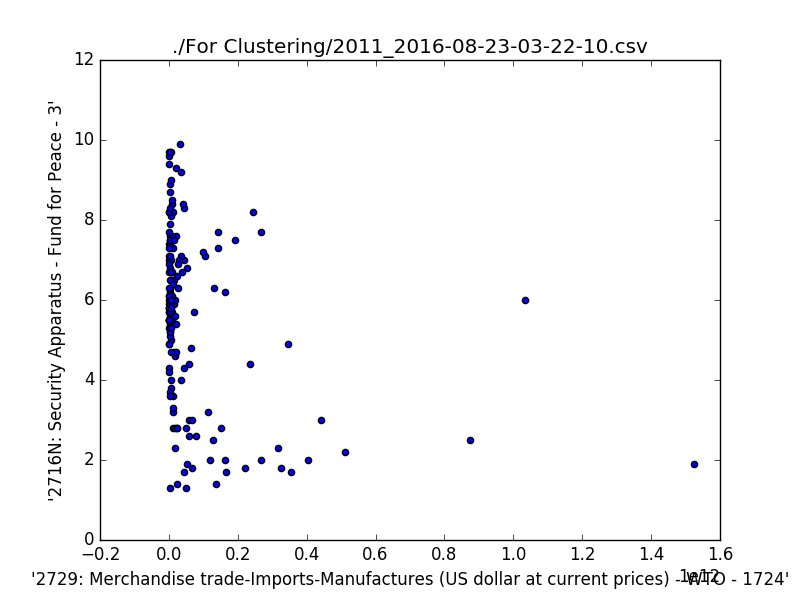 ./For Clustering/2011_2016-08-23-03-22-10.csv
12
10
8
6
4
2
0
'2716N: Security Apparatus - Fund for Peace - 3'
−0.2 0.0 0.2 0.4 0.6 0.8 1.0 1.2 1.4 1.6
1e12
'2729: Merchandise trade-Imports-Manufactures (US dollar at current prices) - WTO - 1724'